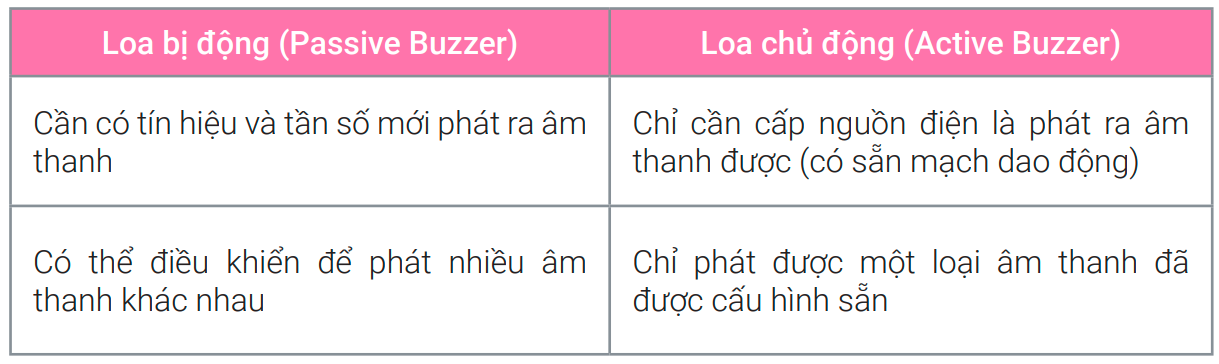 Loa bị động (Passive Buzzer)
Loa chủ động (Active Buzzer)
Cần có tín hiệu và tần số mới phát ra âm
thanh
Chỉ cần cấp nguồn điện là phát ra âm
thanh được (có sẵn mạch dao động)
Có thể điều khiển để phát nhiều âm
thanh khác nhau
Chỉ phát được một loại âm thanh đã
được cấu hình sẵn